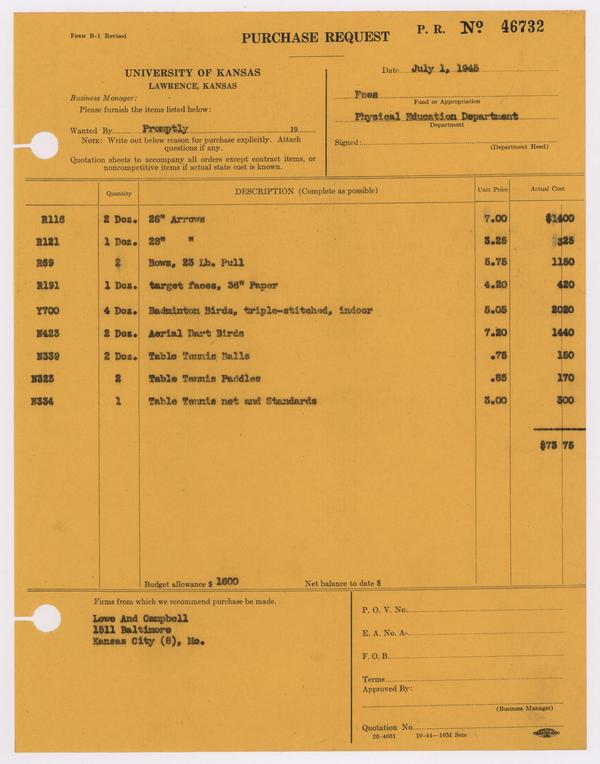 FORM B-1 Revised
PURCHASE REQUEST
P. R. No 46732
UNIVERSITY OF KANSAS
LAWRENCE, KANSAS
Business Manager:
Please furnish the items listed below:
Wanted By Promptly 19
NOTE: Write out below reason for purchase explicitly. Attach
questions if any.
Quotation sheets to accompany all orders except contract items, or
noncompetitive items if actual state cost is known.
Date July 1, 1945
Fees
Fund or Appropriation
Physical Education Department
Department
Signed:
(Department Head)
Quantity DESCRIPTION (Complete as possible) Unit Price Actual Cost
R116 2 Doz. 26" Arrows 7.00 $1400
R121 1 Doz. 28" " 3.25 325
R69 2 Bows, 23 Lb. Pull 5.75 1150
R191 1 Doz. target faces, 36" Paper 4.20 420
Y700 4 Doz. Badminton Birds, triple-stitched, indoor 5.05 2020
N423 2 Doz. Aerial Dart Birds 7.20 1440
N339 2 Doz. Table Tennis Balls .75 150
N323 2 Table Tennis Paddles .85 170
N334 1 Table Tennis net and Standards 3.00 300
$73 75
Budget allowance $ 1600 Net balance to date $
Firms from which we recommend purchase be made.
Lowe And Campbell
1511 Baltimore
Kansas City (8), Mo.
P. O. V. No.
E. A. No. A-
F. O. B.
Terms
Approved By:
(Business Manager)
Quotation No.
20-4661 10-44—10M Sets